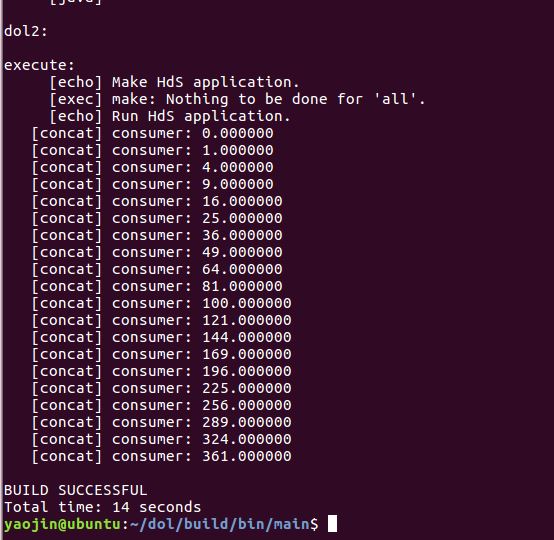 [java]
dol2:
execute:
[echo] Make HdS application.
[exec] make: Nothing to be done for 'all'.
[echo] Run HdS application.
[concat] consumer: 0.000000
[concat] consumer: 1.000000
[concat] consumer: 4.000000
[concat] consumer: 9.000000
[concat] consumer: 16.000000
[concat] consumer: 25.000000
[concat] consumer: 36.000000
[concat] consumer: 49.000000
[concat] consumer: 64.000000
[concat] consumer: 81.000000
[concat] consumer: 100.000000
[concat] consumer: 121.000000
[concat] consumer: 144.000000
[concat] consumer: 169.000000
[concat] consumer: 196.000000
[concat] consumer: 225.000000
[concat] consumer: 256.000000
[concat] consumer: 289.000000
[concat] consumer: 324.000000
[concat] consumer: 361.000000
BUILD SUCCESSFUL
Total time: 14 seconds
yaojin@ubuntu:~/dol/build/bin/main$